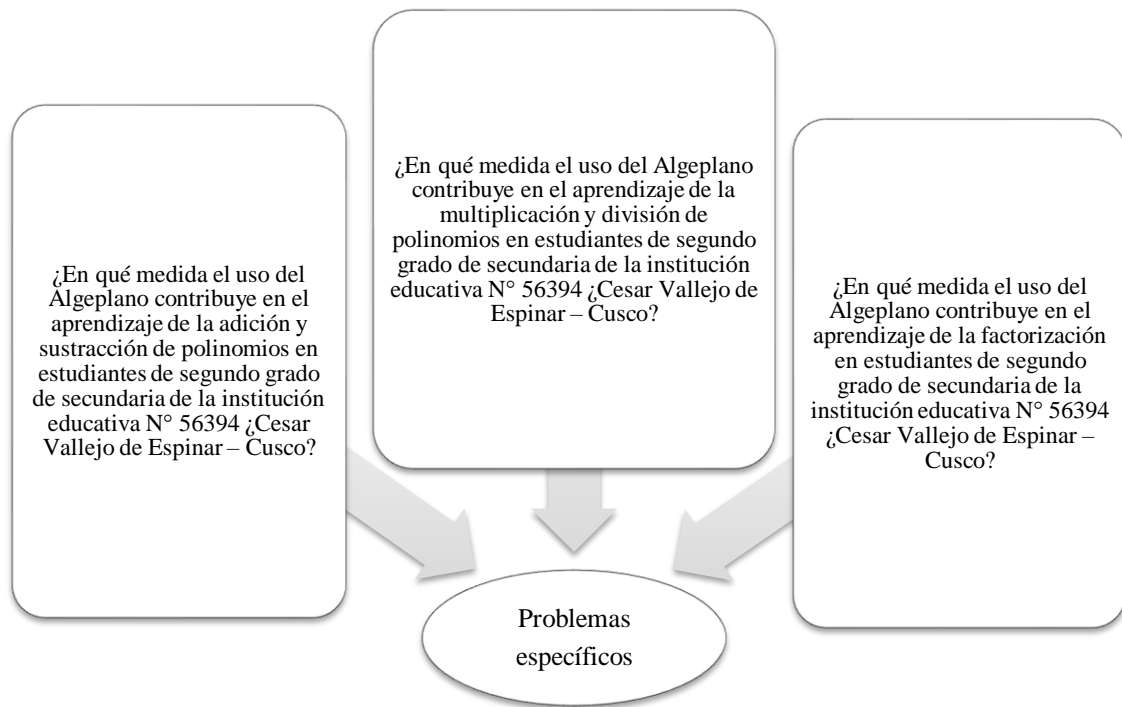 ¿En qué medida el uso del
Algeplano contribuye en el
aprendizaje de la adición y
sustracción de polinomios en
estudiantes de segundo grado
de secundaria de la institución
educativa N° 56394 ¿Cesar
Vallejo de Espinar – Cusco?
¿En qué medida el uso del Algeplano
contribuye en el aprendizaje de la
multiplicación y división de
polinomios en estudiantes de segundo
grado de secundaria de la institución
educativa N° 56394 ¿Cesar Vallejo de
Espinar – Cusco?
¿En qué medida el uso del
Algeplano contribuye en el
aprendizaje de la factorización
en estudiantes de segundo
grado de secundaria de la
institución educativa N° 56394
¿Cesar Vallejo de Espinar –
Cusco?
Problemas
específicos